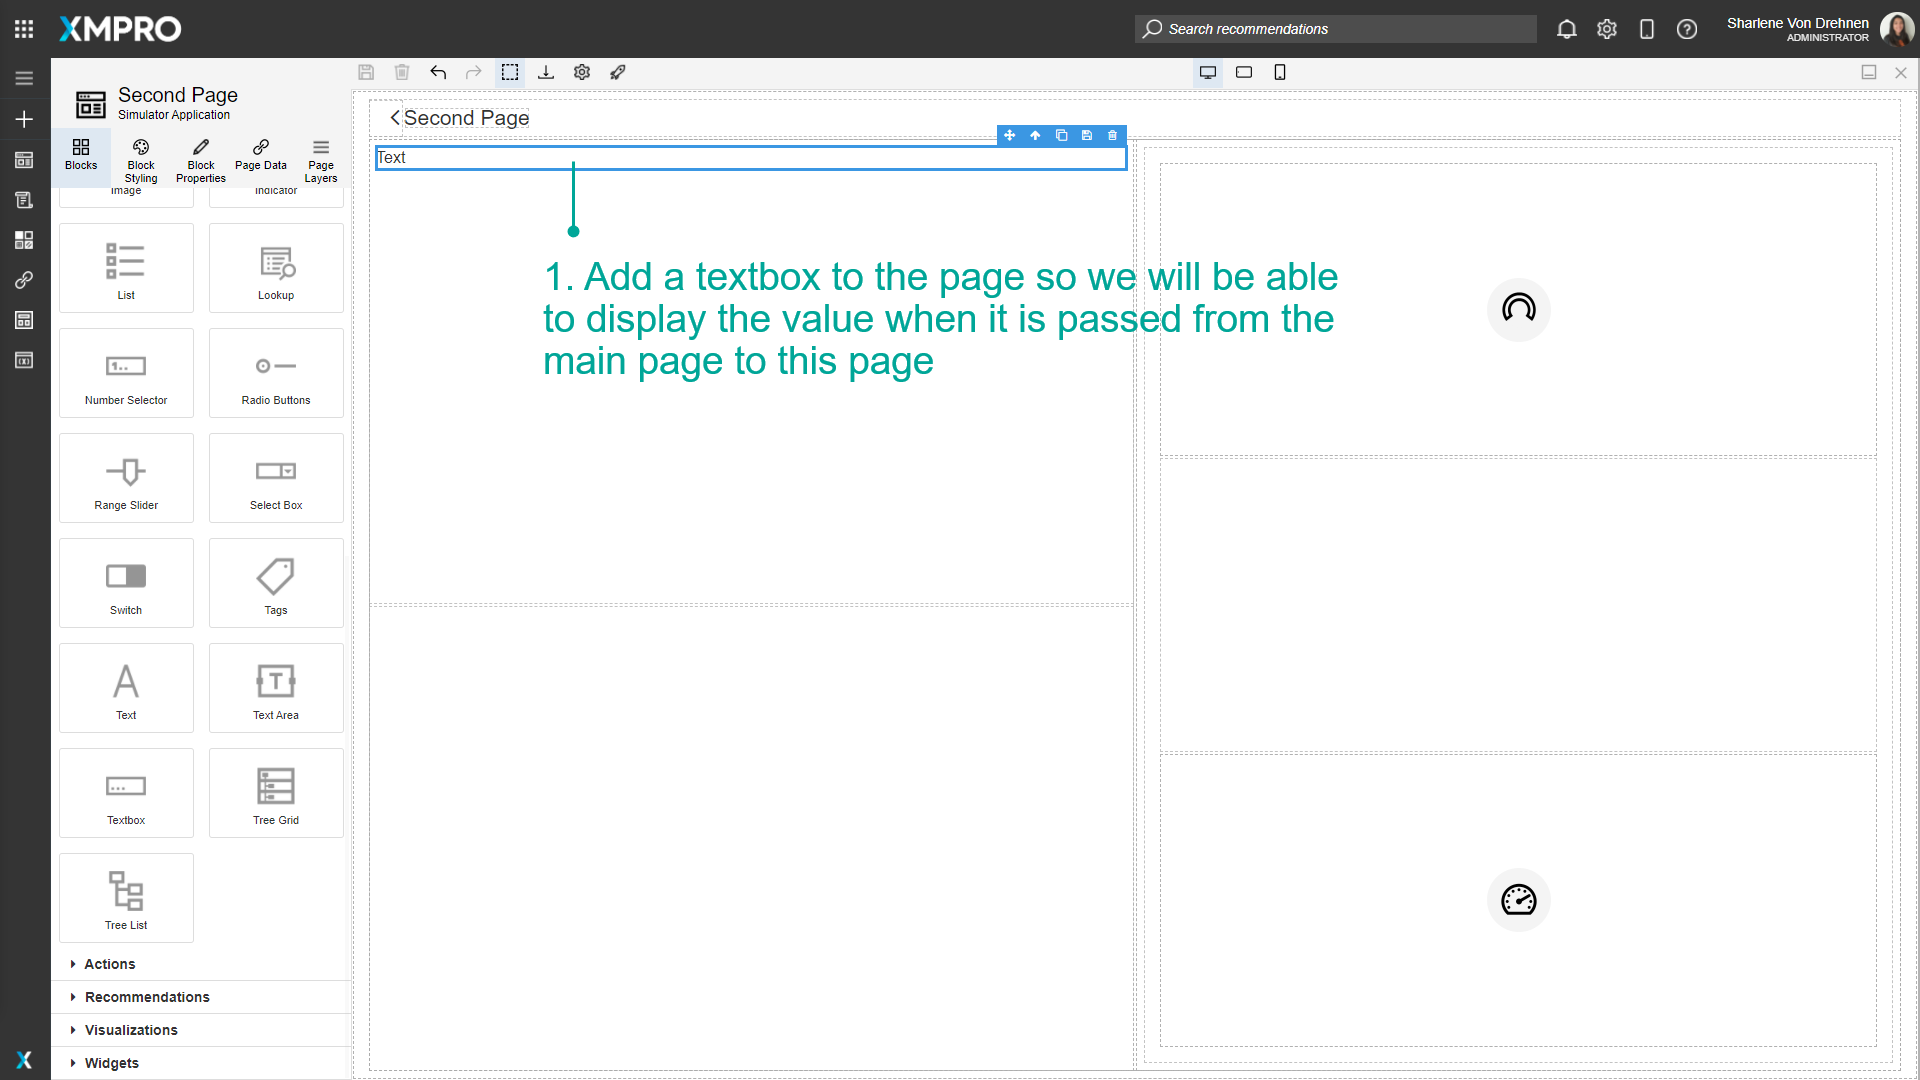 XMPRO
Search recommendations
Sharlene Von Drehnen
ADMINISTRATOR
Second Page
Simulator Application
Blocks
Block
Styling
Block
Properties
Page Data
Page
Layers
Second Page
Text
1. Add a textbox to the page so we will be able
to display the value when it is passed from the
main page to this page
Image
Indicator
List
Lookup
1..
Number Selector
Radio Buttons
Range Slider
Select Box
Switch
Tags
A
Text
T
Text Area
Textbox
Tree Grid
Tree List
Actions
Recommendations
Visualizations
Widgets
X